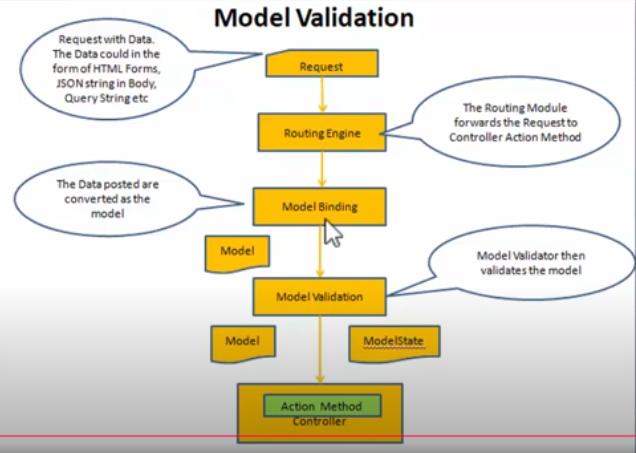 Model Validation
Request with Data.
The Data could in the
form of HTML Forms,
JSON string in Body,
Query String etc
Request
Routing Engine
The Routing Module
forwards the Request to
Controller Action Method
The Data posted are
converted as the
model
Model Binding
Model
Model Validator then
validates the model
Model Validation
Model
ModelState
Action Method
Controller